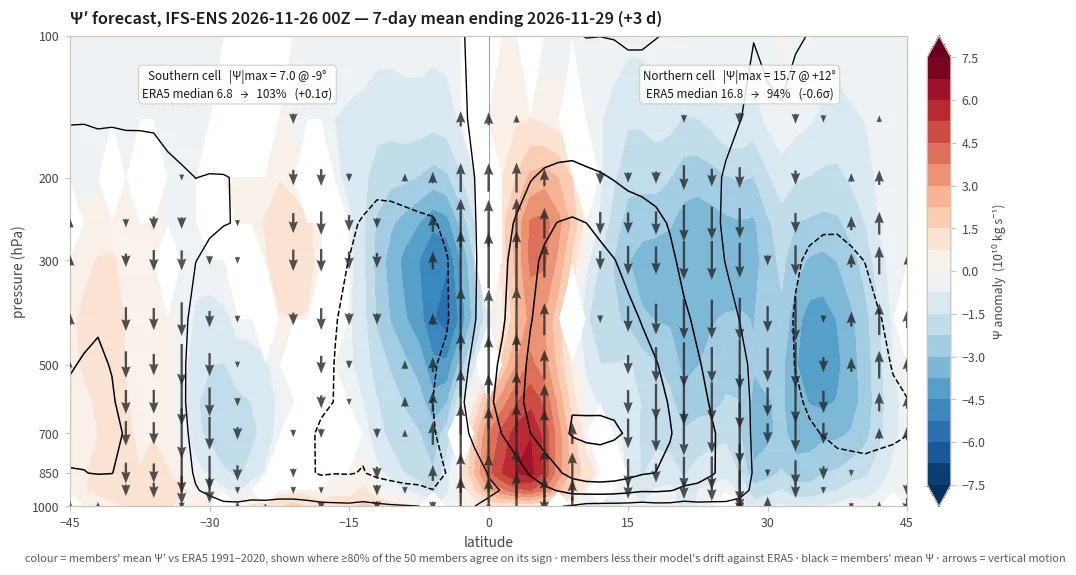 Ψ′ forecast, IFS-ENS 2026-11-26 00Z — 7-day mean ending 2026-11-29 (+3 d)
Southern cell |Ψ|max = 7.0 @ -9°
ERA5 median 6.8 → 103% (+0.1σ)
Northern cell |Ψ|max = 15.7 @ +12°
ERA5 median 16.8 → 94% (-0.6σ)
pressure (hPa)
100
200
300
400
500
700
850
1000
−45
−30
−15
0
15
30
45
latitude
7.5
6.0
4.5
3.0
1.5
0.0
−1.5
−3.0
−4.5
−6.0
−7.5
Ψ anomaly (10¹⁰ kg s⁻¹)
colour = members' mean Ψ′ vs ERA5 1991–2020, shown where ≥80% of the 50 members agree on its sign · members less their model's drift against ERA5 · black = members' mean Ψ · arrows = vertical motion